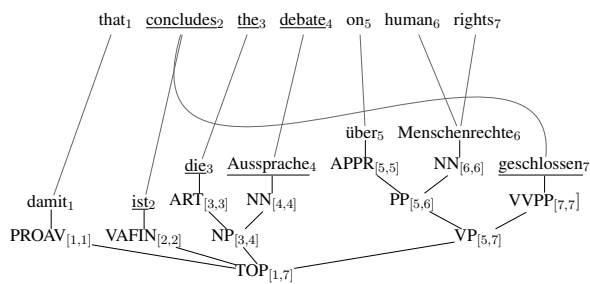 that₁ concludes₂ the₃ debate₄ on₅ human₆ rights₇
über₅ Menschenrechte₆
die₃ Aussprache₄ APPR[5,5] NN[6,6] geschlossen₇
damit₁ ist₂ ART[3,3] NN[4,4] PP[5,6] VVPP[7,7]
PROAV[1,1] VAFIN[2,2] NP[3,4] VP[5,7]
TOP[1,7]